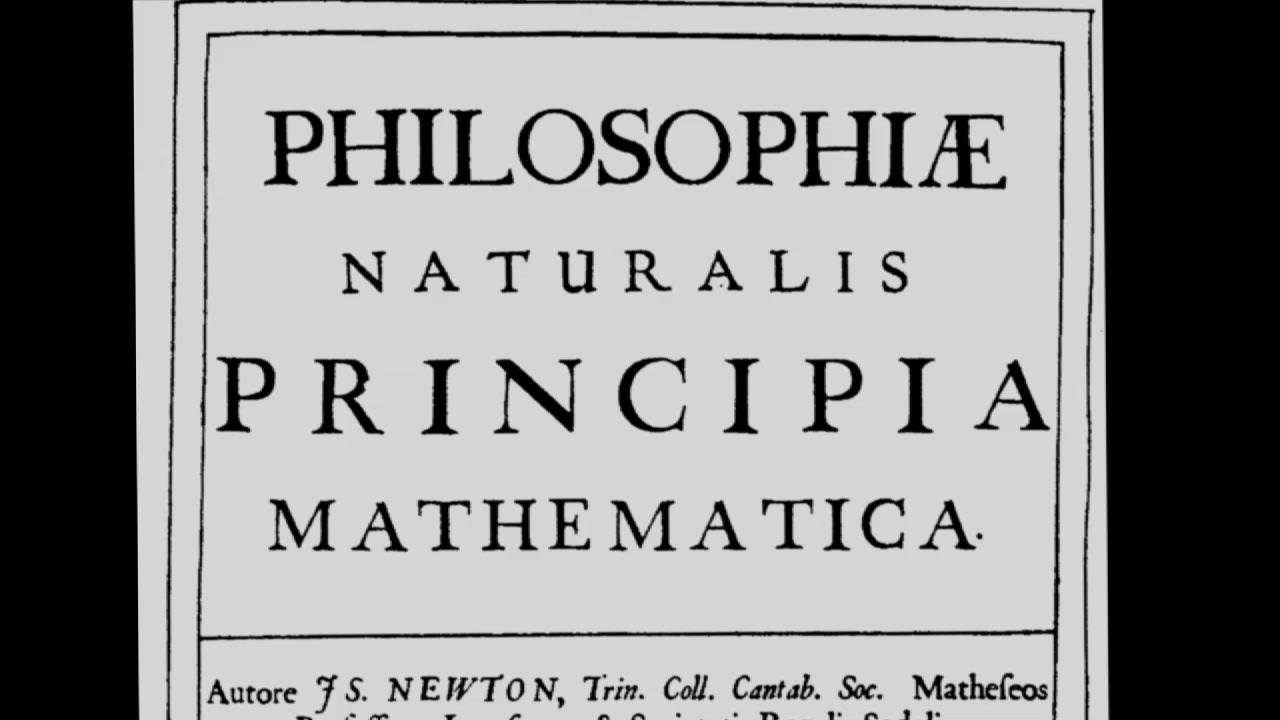 PHILOSOPHIÆ
NATURALIS
PRINCIPIA
MATHEMATICA.
Autore JS. NEWTON, Trin. Coll. Cantab. Soc. Matheſeos